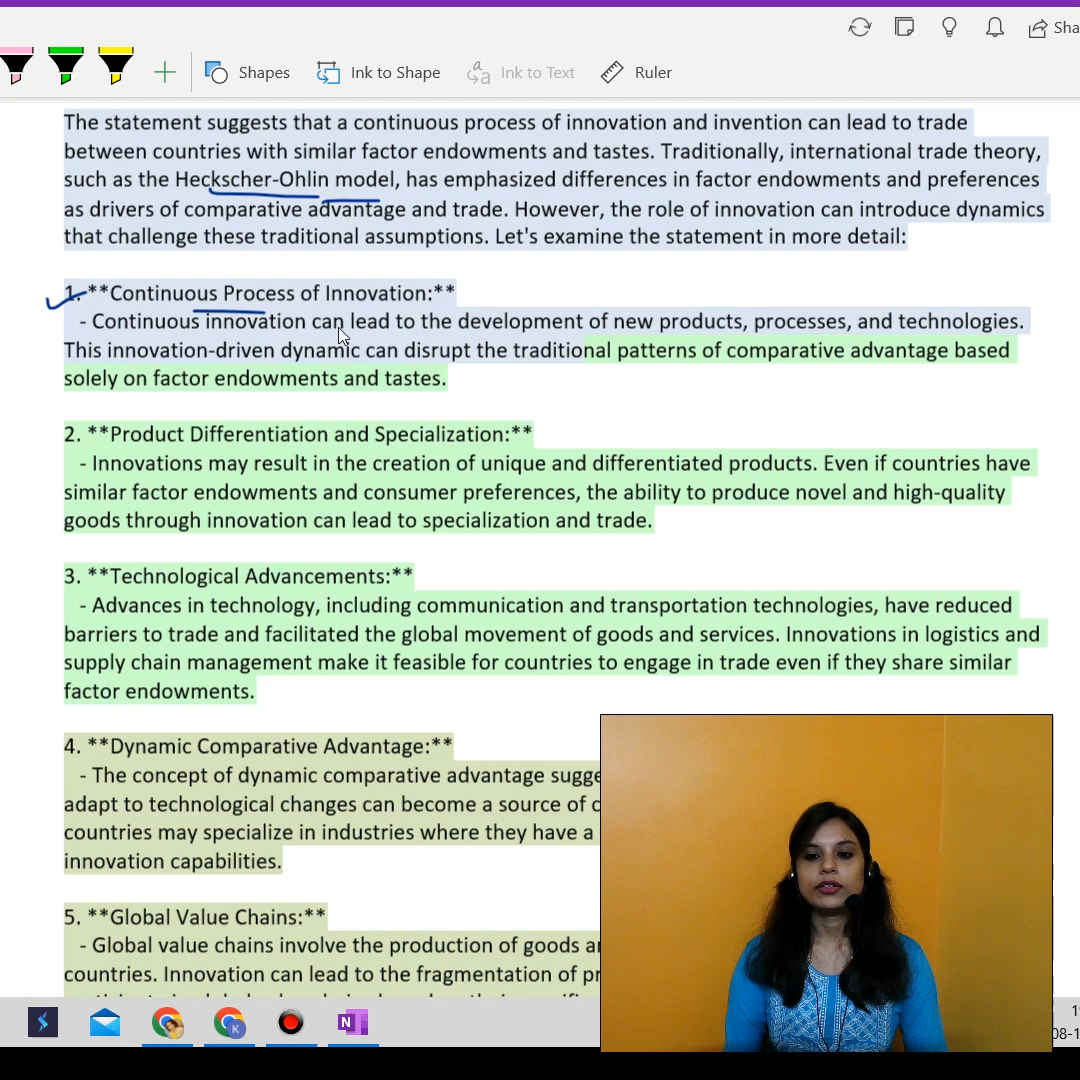 Sha
Shapes
Ink to Shape
Ink to Text
Ruler
The statement suggests that a continuous process of innovation and invention can lead to trade
between countries with similar factor endowments and tastes. Traditionally, international trade theory,
such as the Heckscher-Ohlin model, has emphasized differences in factor endowments and preferences
as drivers of comparative advantage and trade. However, the role of innovation can introduce dynamics
that challenge these traditional assumptions. Let's examine the statement in more detail:
1. **Continuous Process of Innovation:**
- Continuous innovation can lead to the development of new products, processes, and technologies.
This innovation-driven dynamic can disrupt the traditional patterns of comparative advantage based
solely on factor endowments and tastes.
2. **Product Differentiation and Specialization:**
- Innovations may result in the creation of unique and differentiated products. Even if countries have
similar factor endowments and consumer preferences, the ability to produce novel and high-quality
goods through innovation can lead to specialization and trade.
3. **Technological Advancements:**
- Advances in technology, including communication and transportation technologies, have reduced
barriers to trade and facilitated the global movement of goods and services. Innovations in logistics and
supply chain management make it feasible for countries to engage in trade even if they share similar
factor endowments.
4. **Dynamic Comparative Advantage:**
- The concept of dynamic comparative advantage sugge
adapt to technological changes can become a source of c
countries may specialize in industries where they have a
innovation capabilities.
5. **Global Value Chains:**
- Global value chains involve the production of goods a
countries. Innovation can lead to the fragmentation of pr
K
N
08-1